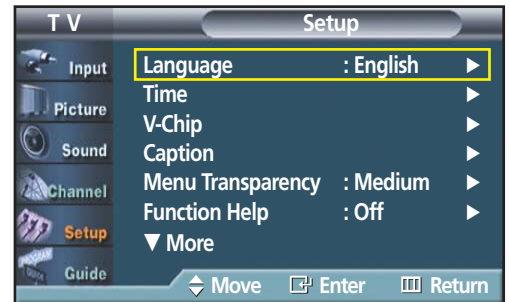 T V
Setup
Input
Picture
Sound
Channel
Setup
Guide
Language : English ►
Time ►
V-Chip ►
Caption ►
Menu Transparency : Medium ►
Function Help : Off ►
▼ More
Move Enter Return